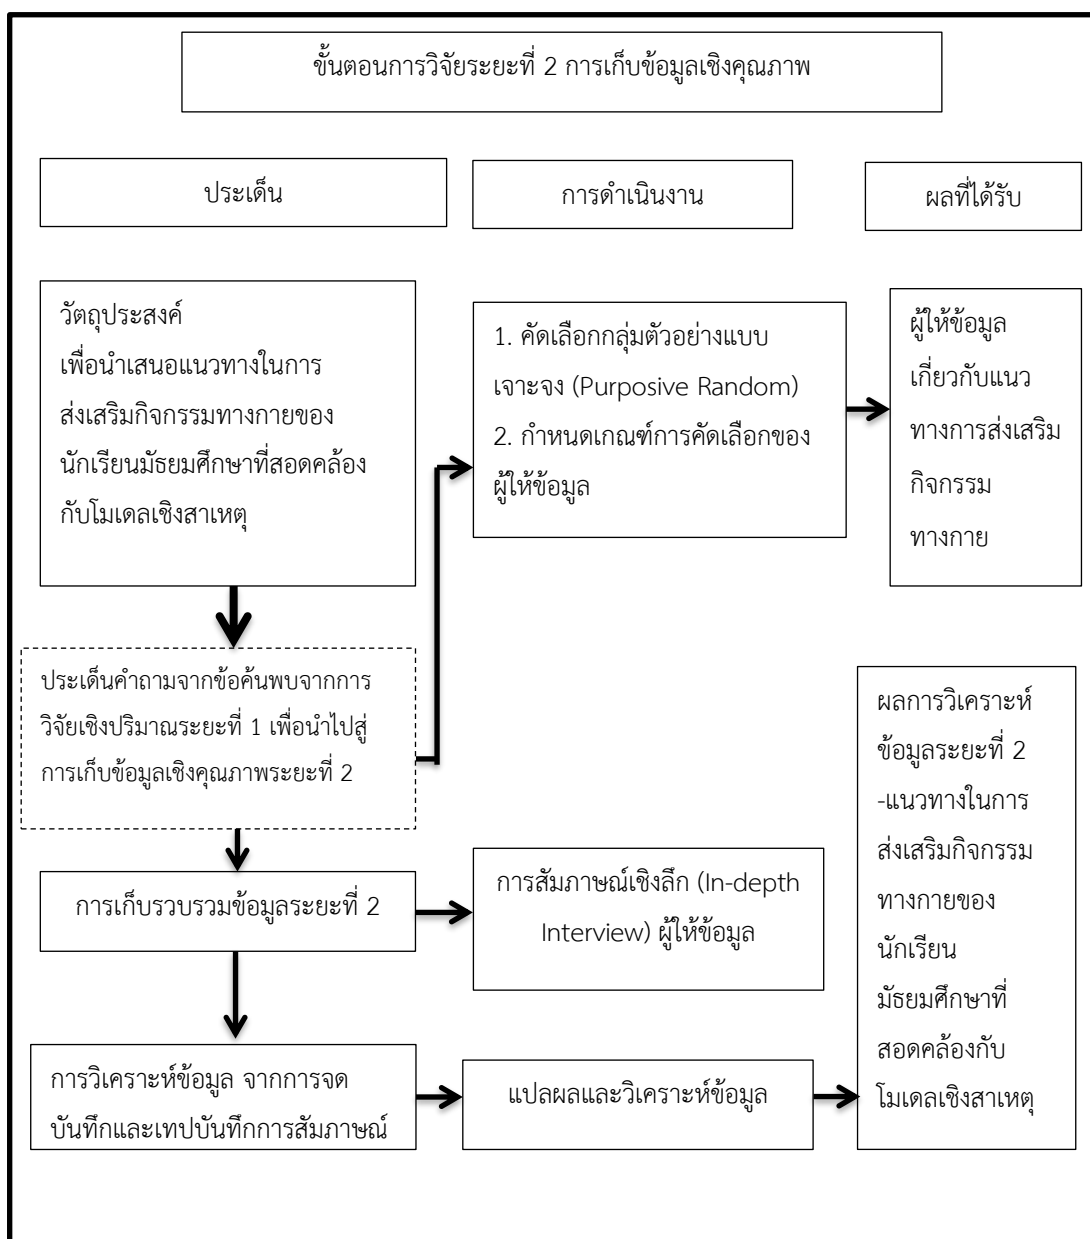 ขั้นตอนการวิจัยระยะที่ 2 การเก็บข้อมูลเชิงคุณภาพ
ประเด็น
การดำเนินงาน
ผลที่ได้รับ
วัตถุประสงค์
เพื่อนำเสนอแนวทางในการ
ส่งเสริมกิจกรรมทางกายของ
นักเรียนมัธยมศึกษาที่สอดคล้อง
กับโมเดลเชิงสาเหตุ
1. คัดเลือกกลุ่มตัวอย่างแบบ
เจาะจง (Purposive Random)
2. กำหนดเกณฑ์การคัดเลือกของ
ผู้ให้ข้อมูล
ผู้ให้ข้อมูล
เกี่ยวกับแนว
ทางการส่งเสริม
กิจกรรม
ทางกาย
ประเด็นคำถามจากข้อค้นพบจากการ
วิจัยเชิงปริมาณระยะที่ 1 เพื่อนำไปสู่
การเก็บข้อมูลเชิงคุณภาพระยะที่ 2
การเก็บรวบรวมข้อมูลระยะที่ 2
การสัมภาษณ์เชิงลึก (In-depth
Interview) ผู้ให้ข้อมูล
การวิเคราะห์ข้อมูล จากการจด
บันทึกและเทปบันทึกการสัมภาษณ์
แปลผลและวิเคราะห์ข้อมูล
ผลการวิเคราะห์
ข้อมูลระยะที่ 2
-แนวทางในการ
ส่งเสริมกิจกรรม
ทางกายของ
นักเรียน
มัธยมศึกษาที่
สอดคล้องกับ
โมเดลเชิงสาเหตุ